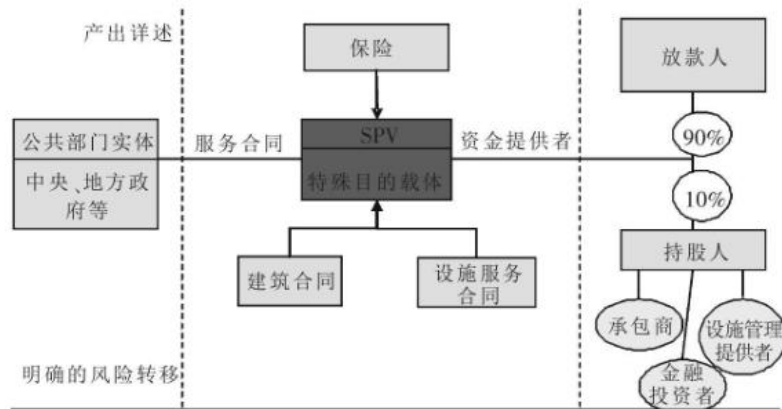 产出详述
保险
放款人
公共部门实体
中央、地方政
府等
服务合同
SPV
特殊目的载体
资金提供者
90%
10%
建筑合同
设施服务
合同
持股人
承包商
金融
投资者
设施管理
提供者
明确的风险转移